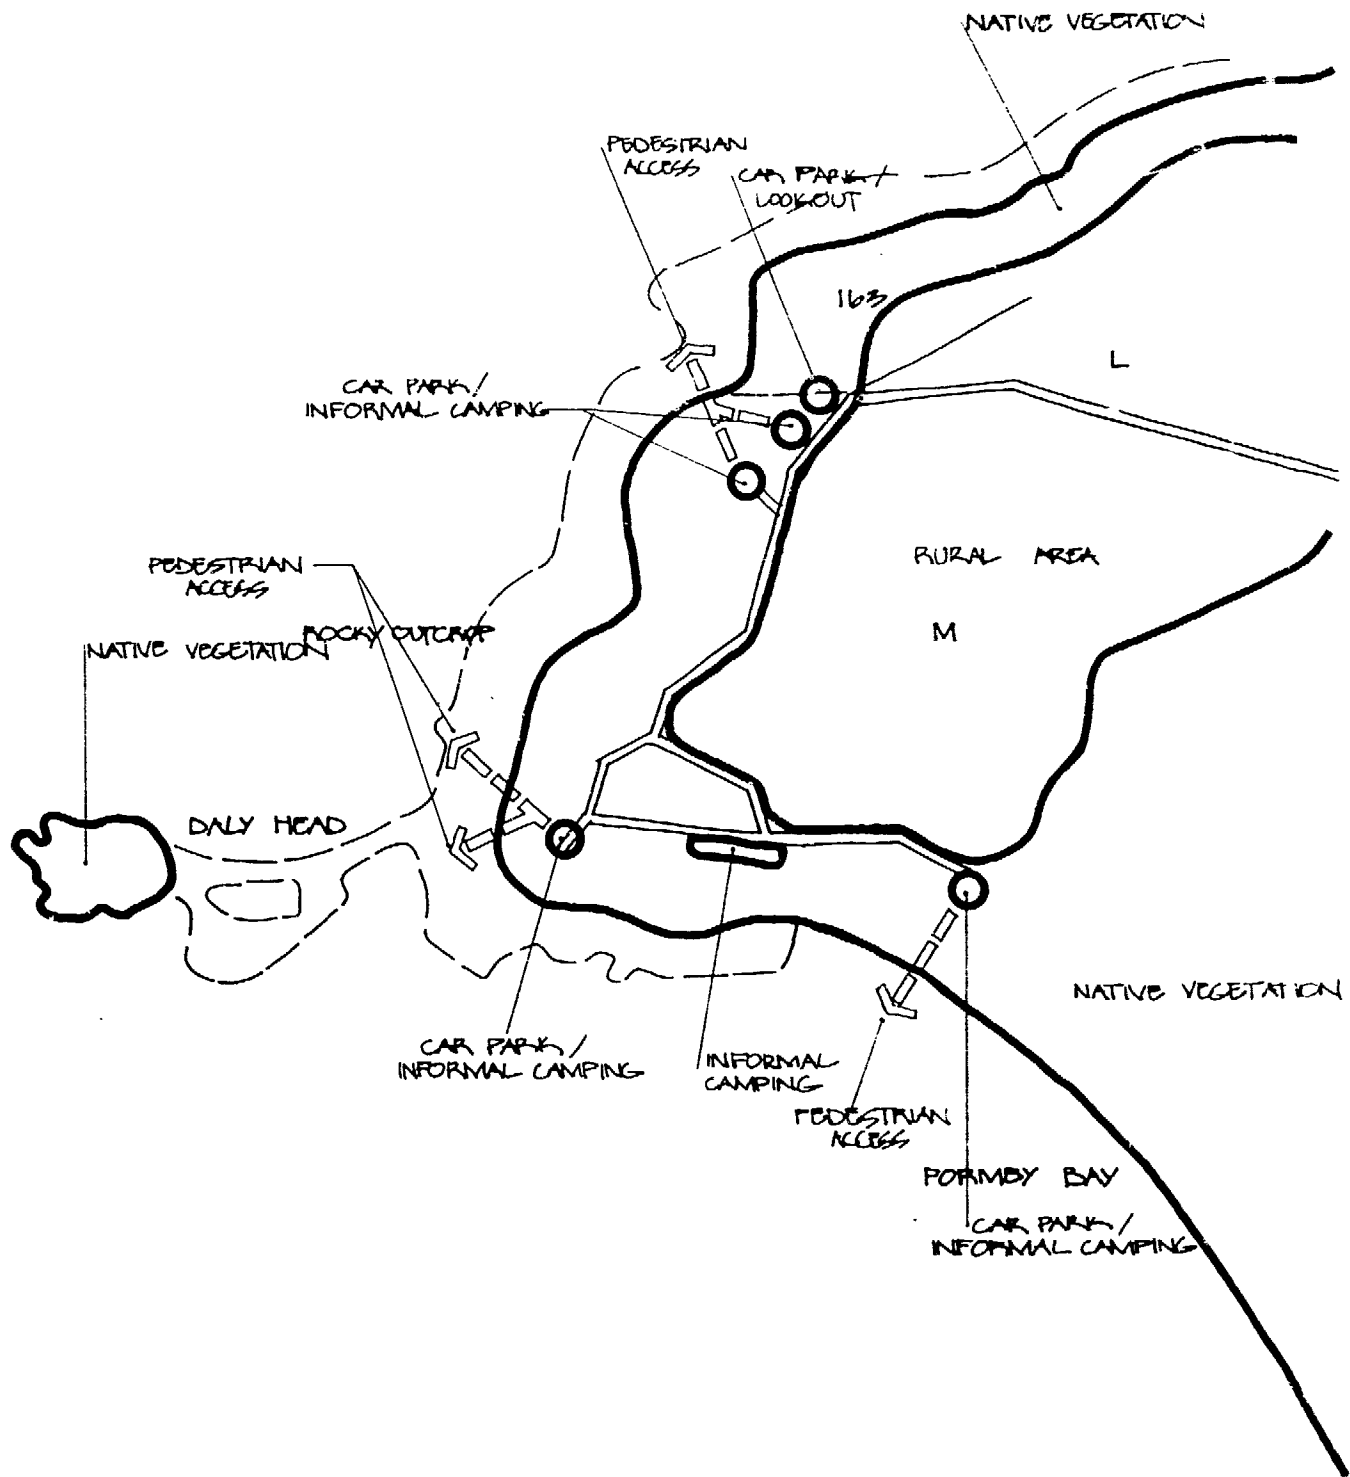 NATIVE VEGETATION
PEDESTRIAN
ACCESS
CAR PARK /
LOOKOUT
163
L
CAR PARK /
INFORMAL CAMPING
RURAL AREA
M
PEDESTRIAN
ACCESS
ROCKY OUTCROP
NATIVE VEGETATION
DALY HEAD
NATIVE VEGETATION
CAR PARK /
INFORMAL CAMPING
INFORMAL
CAMPING
PEDESTRIAN
ACCESS
FORMBY BAY
CAR PARK /
INFORMAL CAMPING